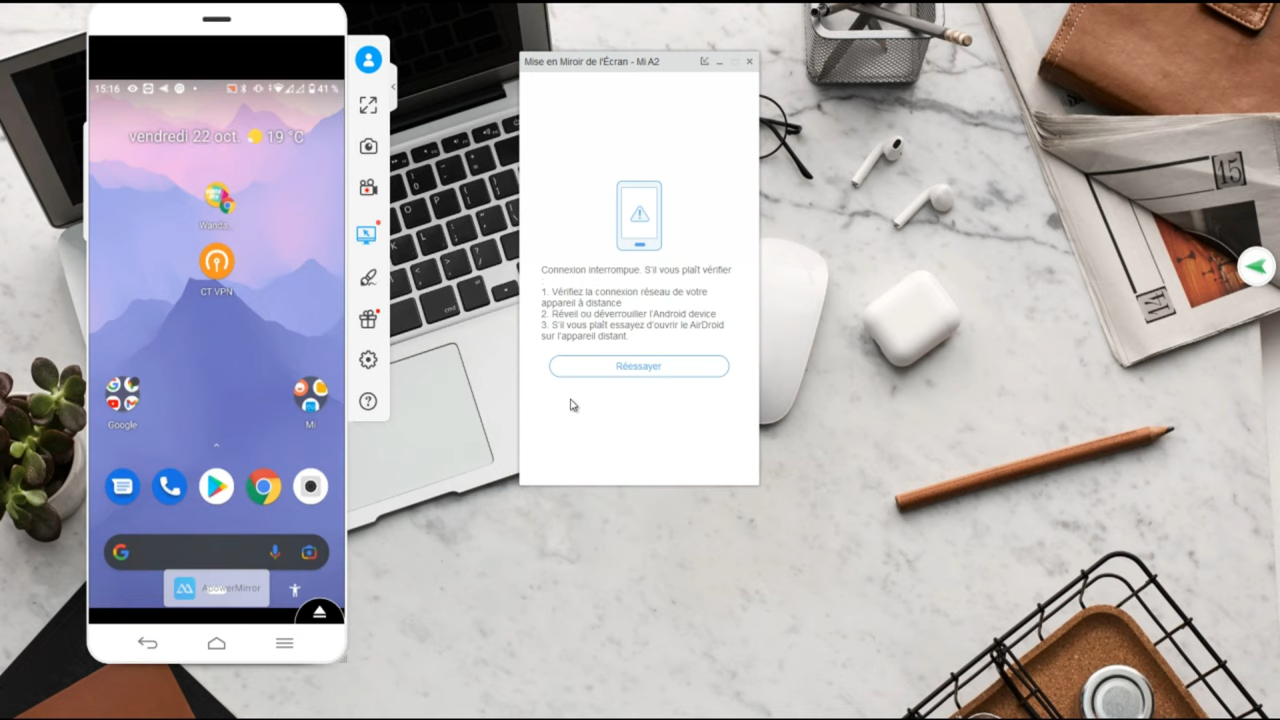 15:16
41 %
vendredi 22 oct. 19 °C
CT VPN
Google
Mi
ApowerMirror
Mise en Miroir de l'Écran - Mi A2
Connexion interrompue. S'il vous plaît vérifier
:
1. Vérifiez la connexion réseau de votre
appareil à distance
2. Réveil ou déverrouiller l'Android device
3. S'il vous plaît essayez d'ouvrir le AirDroid
sur l'appareil distant.
Réessayer
15
14